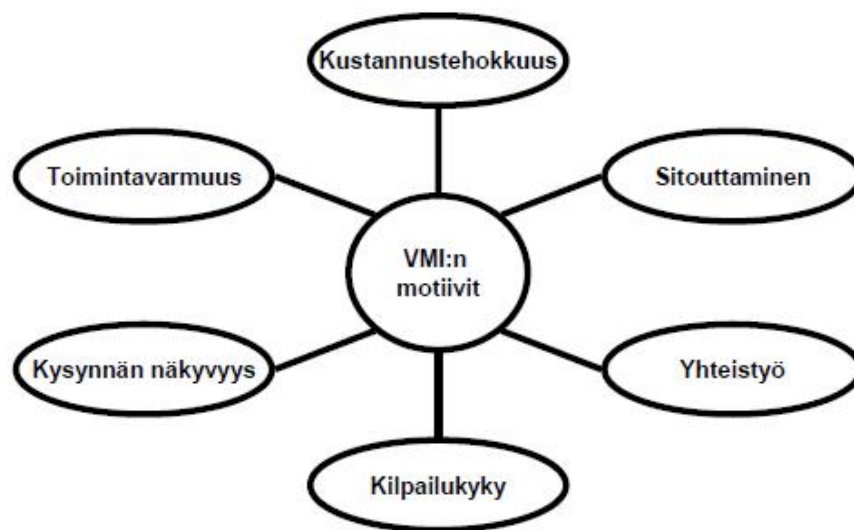 Kustannustehokkuus
Toimintavarmuus
Sitouttaminen
VMI:n
motiivit
Kysynnän näkyvyys
Yhteistyö
Kilpailukyky